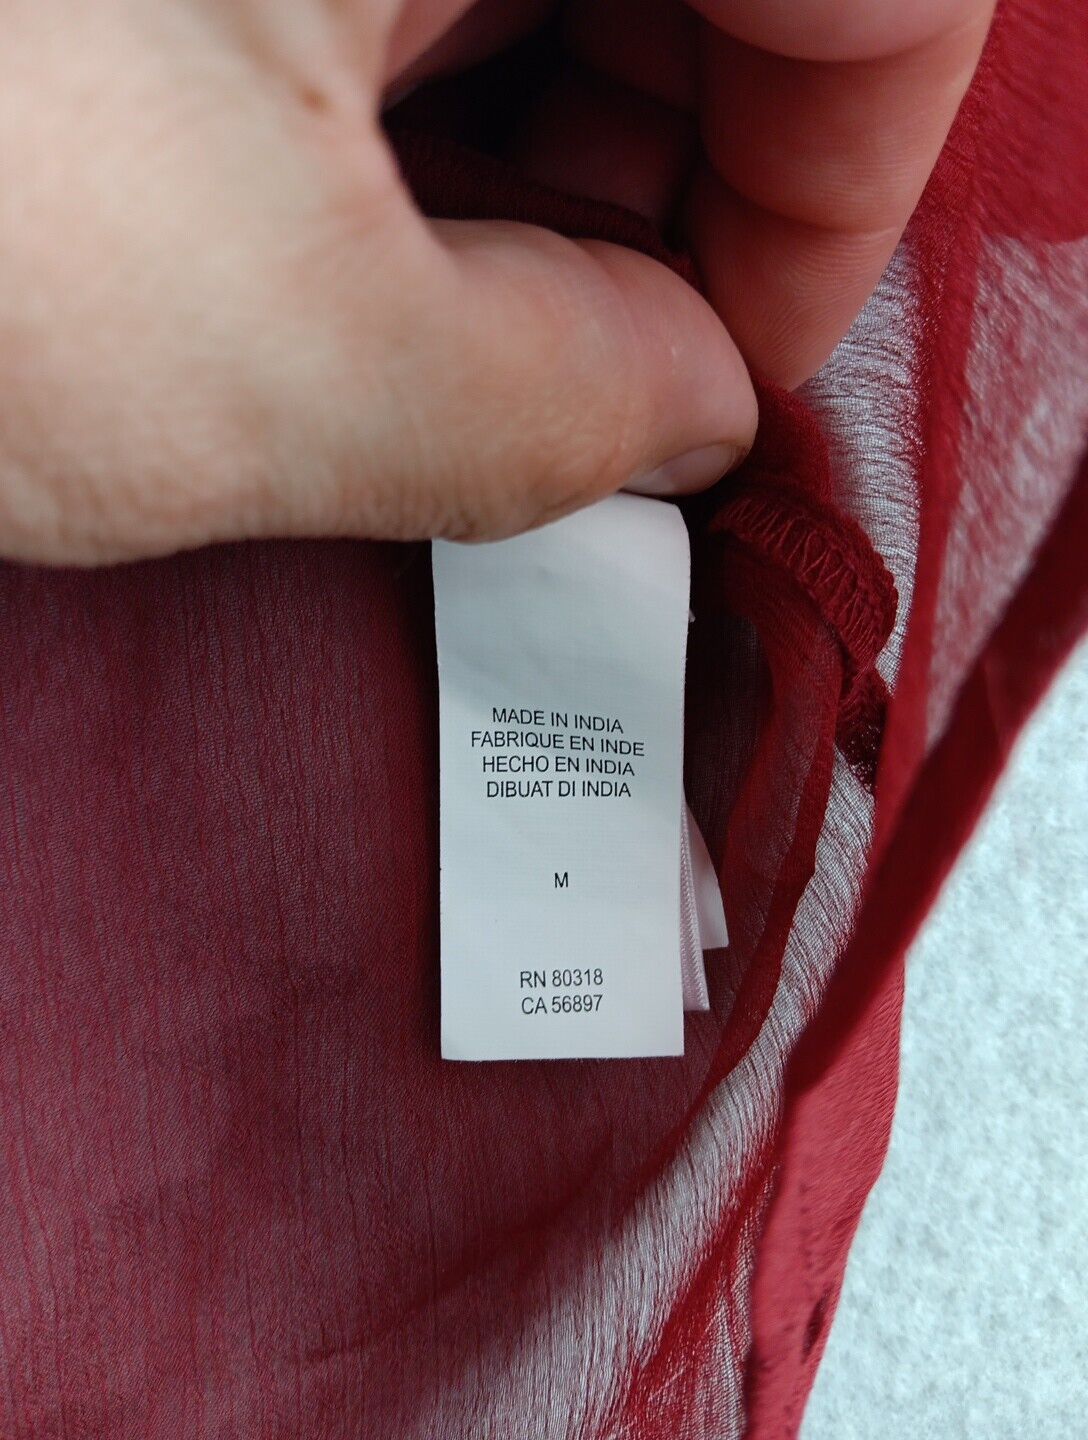 MADE IN INDIA
FABRIQUE EN INDE
HECHO EN INDIA
DIBUAT DI INDIA
M
RN 80318
CA 56897